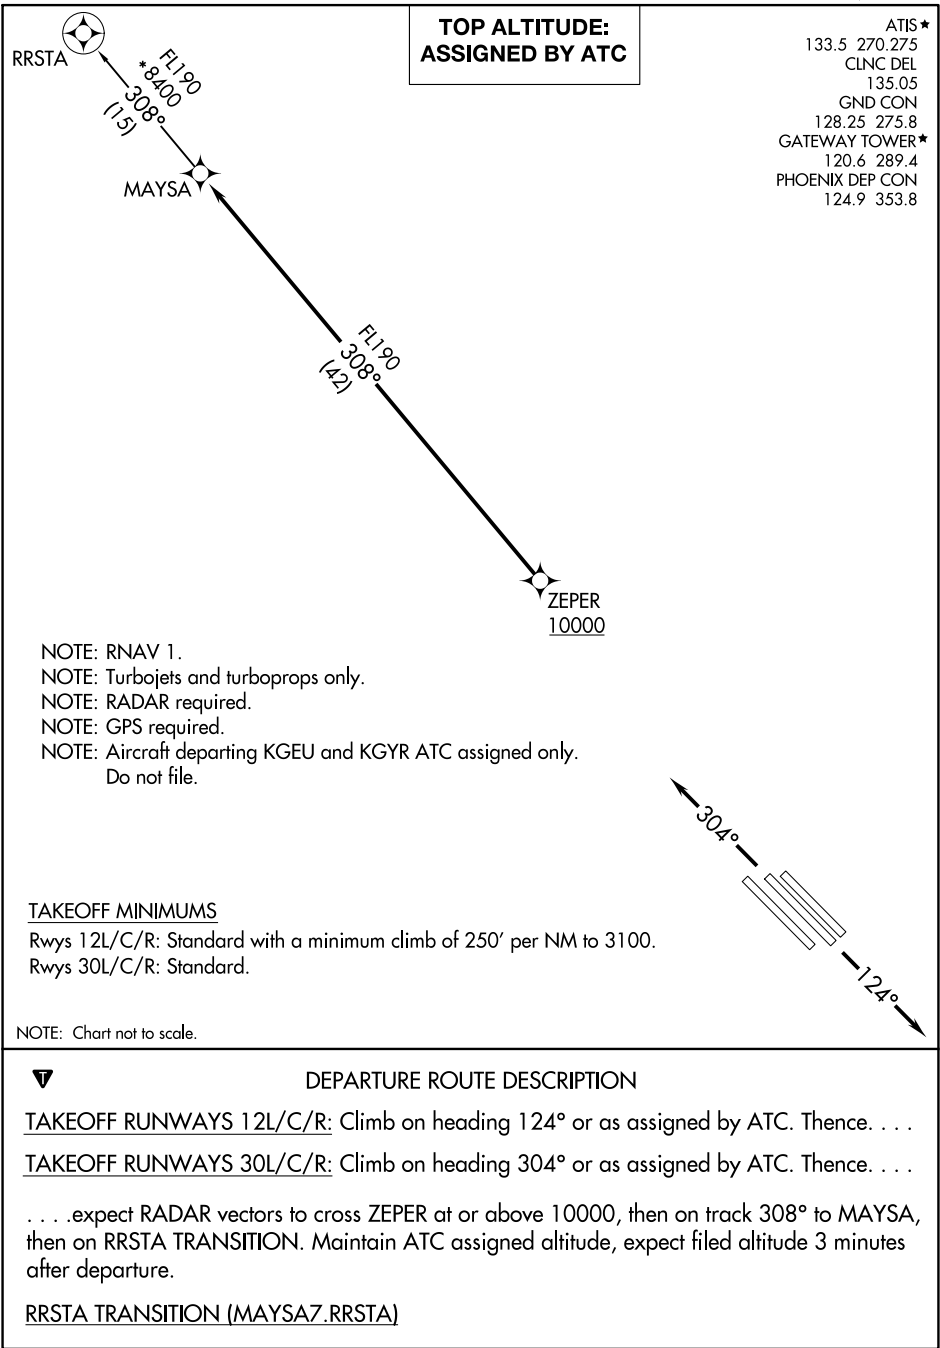 TOP ALTITUDE:
ASSIGNED BY ATC
ATIS★
133.5 270.275
CLNC DEL
135.05
GND CON
128.25 275.8
GATEWAY TOWER★
120.6 289.4
PHOENIX DEP CON
124.9 353.8
RRSTA
FL190
*8400
308°
(15)
MAYSA
FL190
308°
(42)
ZEPER
10000
NOTE: RNAV 1.
NOTE: Turbojets and turboprops only.
NOTE: RADAR required.
NOTE: GPS required.
NOTE: Aircraft departing KGEU and KGYR ATC assigned only.
Do not file.
304°
124°
TAKEOFF MINIMUMS
Rwys 12L/C/R: Standard with a minimum climb of 250' per NM to 3100.
Rwys 30L/C/R: Standard.
NOTE: Chart not to scale.
T
DEPARTURE ROUTE DESCRIPTION
TAKEOFF RUNWAYS 12L/C/R: Climb on heading 124° or as assigned by ATC. Thence. . . .
TAKEOFF RUNWAYS 30L/C/R: Climb on heading 304° or as assigned by ATC. Thence. . . .
. . . .expect RADAR vectors to cross ZEPER at or above 10000, then on track 308° to MAYSA,
then on RRSTA TRANSITION. Maintain ATC assigned altitude, expect filed altitude 3 minutes
after departure.
RRSTA TRANSITION (MAYSA7.RRSTA)